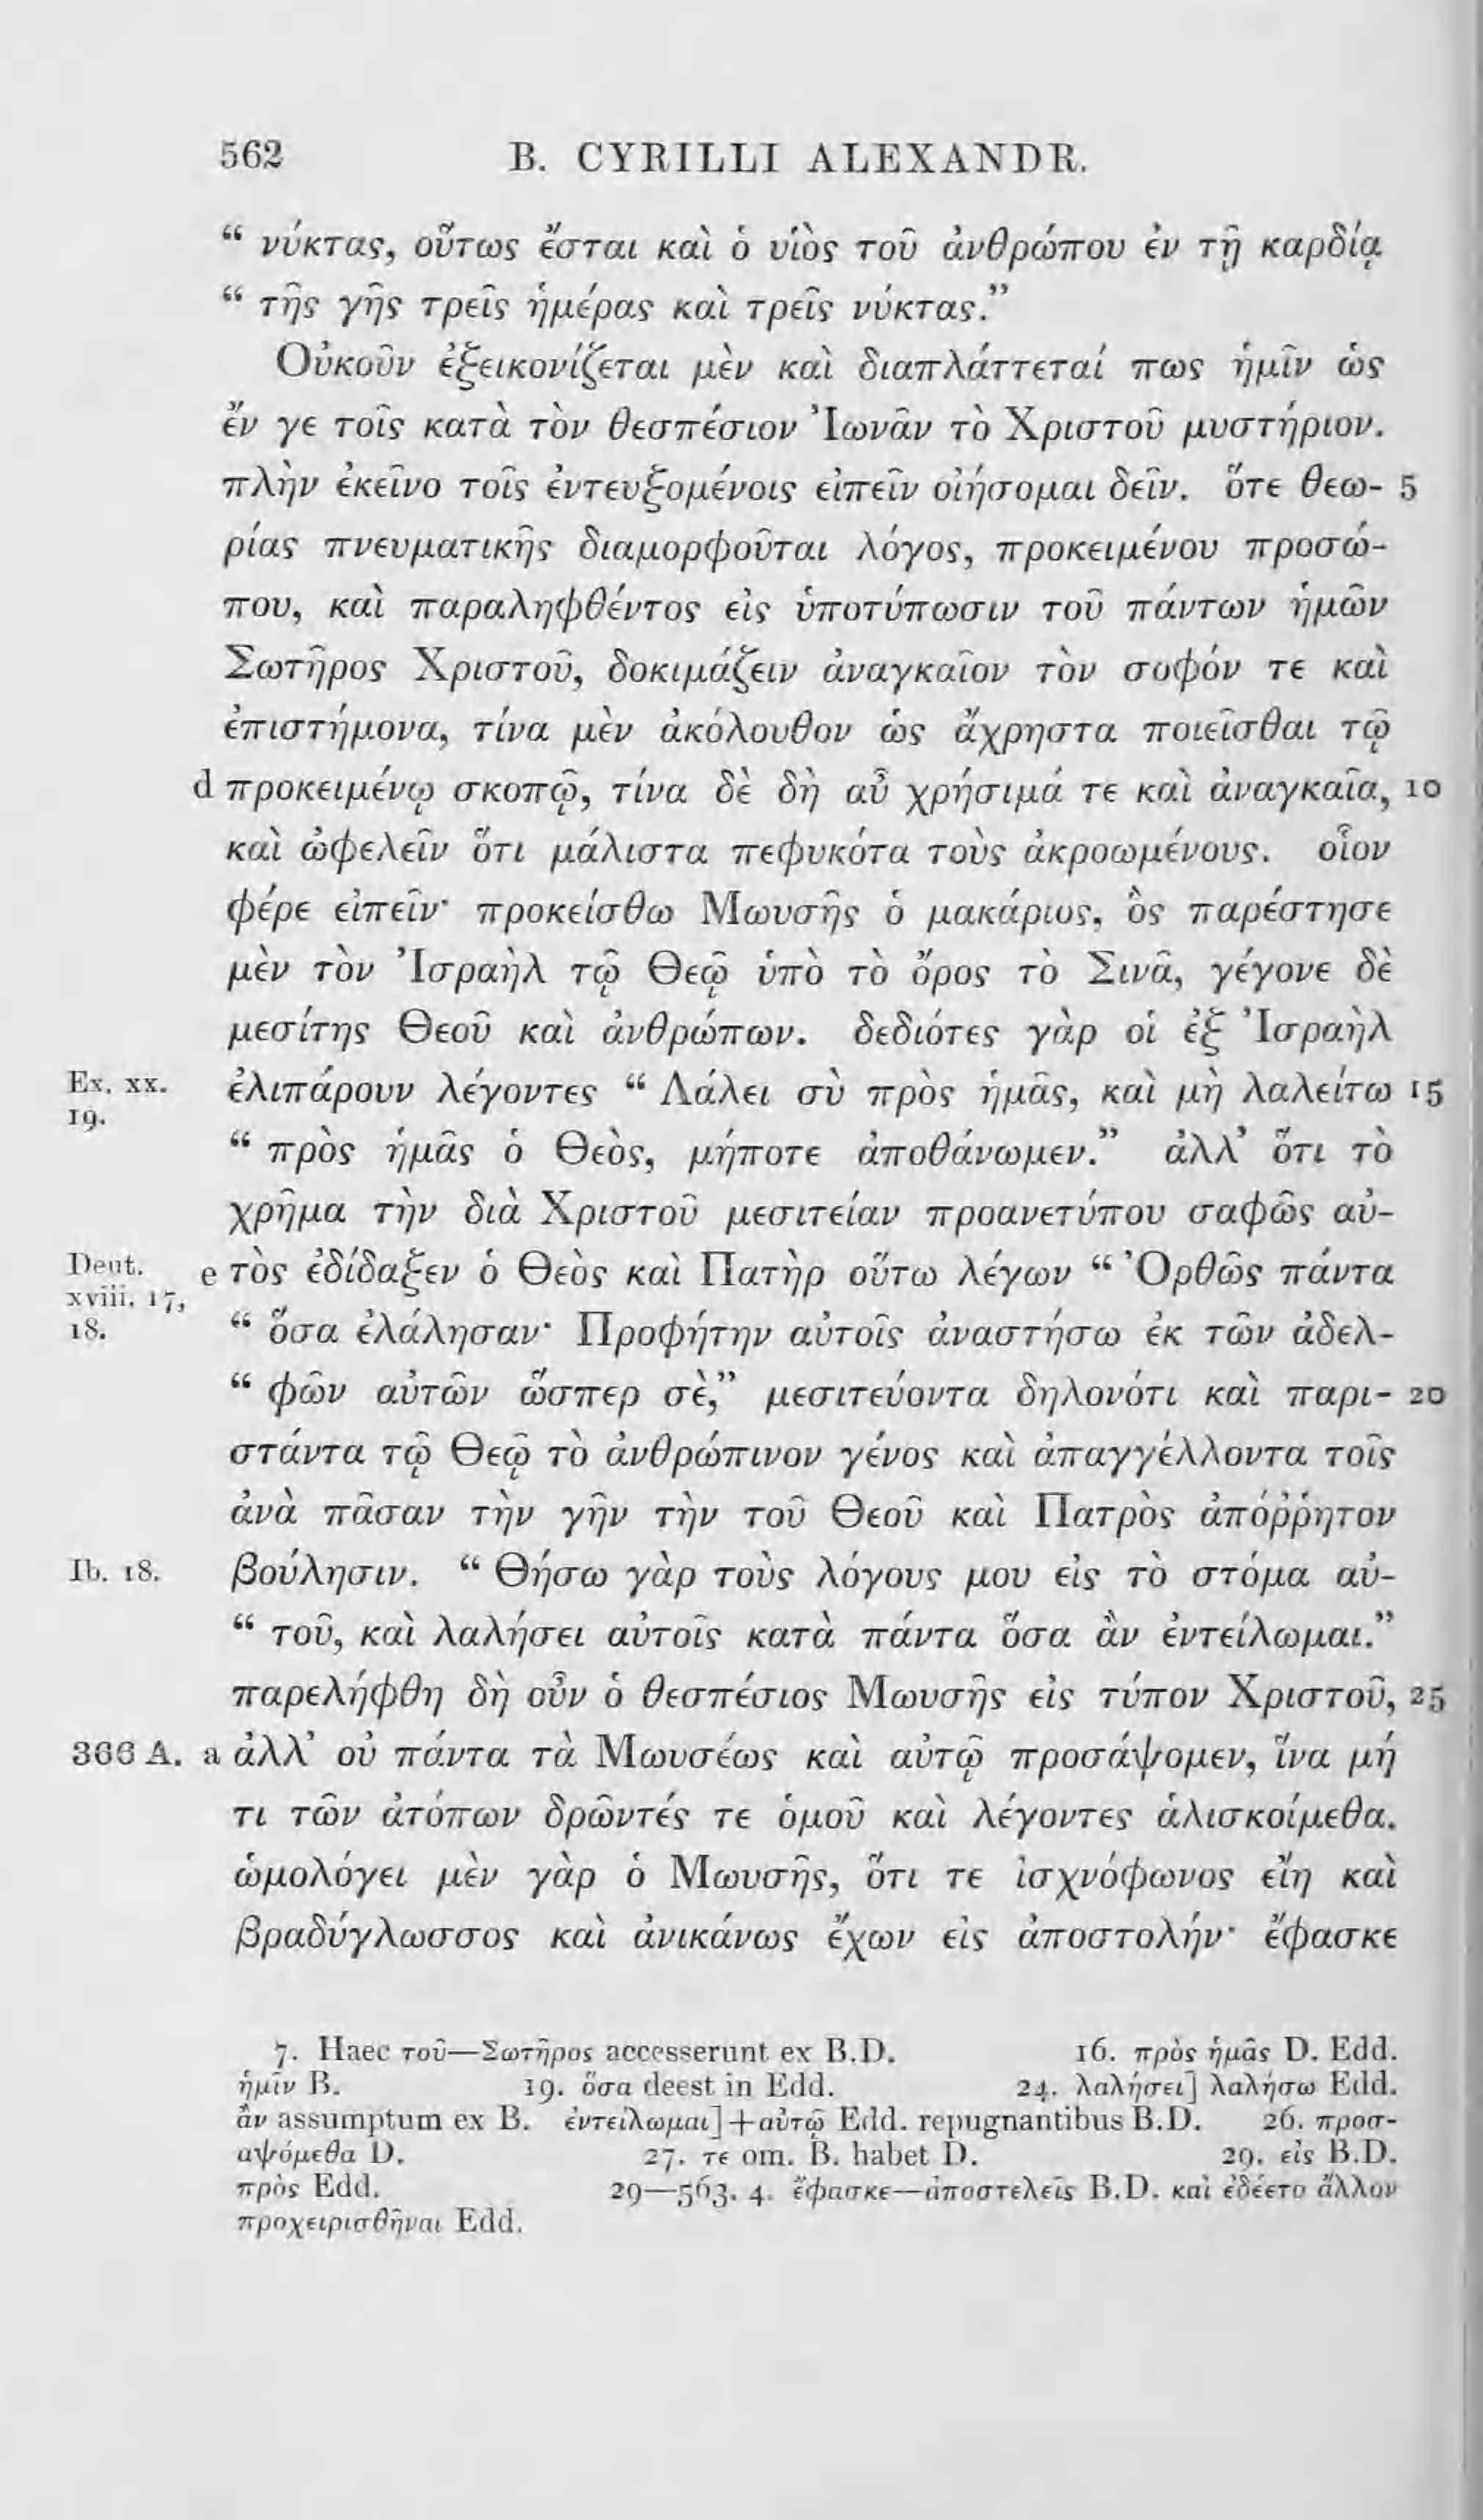 562 B. CYRILLI ALEXANDR.
“ νύκτας, οὕτως ἔσται καὶ ὁ υἱὸς τοῦ ἀνθρώπου ἐν τῇ καρδίᾳ
“ τῆς γῆς τρεῖς ἡμέρας καὶ τρεῖς νύκτας.”
Οὐκοῦν ἐξεικονίζεται μὲν καὶ διαπλάττεταί πως ἡμῖν ὡς
ἔν γε τοῖς κατὰ τὸν θεσπέσιον Ἰωνᾶν τὸ Χριστοῦ μυστήριον.
πλὴν ἐκεῖνο τοῖς ἐντευξομένοις εἰπεῖν οἰήσομαι δεῖν. ὅτε θεω- 5
ρίας πνευματικῆς διαμορφοῦται λόγος, προκειμένου προσώ-
που, καὶ παραληφθέντος εἰς ὑποτύπωσιν τοῦ πάντων ἡμῶν
Σωτῆρος Χριστοῦ, δοκιμάζειν ἀναγκαῖον τὸν σοφόν τε καὶ
ἐπιστήμονα, τίνα μὲν ἀκόλουθον ὡς ἄχρηστα ποιεῖσθαι τῷ
d προκειμένῳ σκοπῷ, τίνα δὲ δὴ αὖ χρήσιμά τε καὶ ἀναγκαῖα, 10
καὶ ὠφελεῖν ὅτι μάλιστα πεφυκότα τοὺς ἀκροωμένους. οἷον
φέρε εἰπεῖν· προκείσθω Μωυσῆς ὁ μακάριος, ὃς παρέστησε
μὲν τὸν Ἰσραὴλ τῷ Θεῷ ὑπὸ τὸ ὄρος τὸ Σινᾶ, γέγονε δὲ
μεσίτης Θεοῦ καὶ ἀνθρώπων. δεδιότες γὰρ οἱ ἐξ Ἰσραὴλ
Ex. xx. 19. ἐλιπάρουν λέγοντες “ Λάλει σὺ πρὸς ἡμᾶς, καὶ μὴ λαλείτω 15
“ πρὸς ἡμᾶς ὁ Θεὸς, μήποτε ἀποθάνωμεν.” ἀλλ’ ὅτι τὸ
χρῆμα τὴν διὰ Χριστοῦ μεσιτείαν προανετύπου σαφῶς αὐ-
Deut. xviii. 17, 18. e τὸς ἐδίδαξεν ὁ Θεὸς καὶ Πατὴρ οὕτω λέγων “ Ὀρθῶς πάντα
“ ὅσα ἐλάλησαν· Προφήτην αὐτοῖς ἀναστήσω ἐκ τῶν ἀδελ-
“ φῶν αὐτῶν ὥσπερ σὲ,” μεσιτεύοντα δηλονότι καὶ παρι- 20
στάντα τῷ Θεῷ τὸ ἀνθρώπινον γένος καὶ ἀπαγγέλλοντα τοῖς
ἀνὰ πᾶσαν τὴν γῆν τὴν τοῦ Θεοῦ καὶ Πατρὸς ἀπόῤῥητον
Ib. 18. βούλησιν. “ Θήσω γὰρ τοὺς λόγους μου εἰς τὸ στόμα αὐ-
“ τοῦ, καὶ λαλήσει αὐτοῖς κατὰ πάντα ὅσα ἂν ἐντείλωμαι.”
παρελήφθη δὴ οὖν ὁ θεσπέσιος Μωυσῆς εἰς τύπον Χριστοῦ, 25
366 A. a ἀλλ’ οὐ πάντα τὰ Μωυσέως καὶ αὐτῷ προσάψομεν, ἵνα μή
τι τῶν ἀτόπων δρῶντές τε ὁμοῦ καὶ λέγοντες ἁλισκοίμεθα.
ὡμολόγει μὲν γὰρ ὁ Μωυσῆς, ὅτι τε ἰσχνόφωνος εἴη καὶ
βραδύγλωσσος καὶ ἀνικάνως ἔχων εἰς ἀποστολήν· ἔφασκε
7. Haec τοῦ—Σωτῆρος accesserunt ex B.D. 16. πρὸς ἡμᾶς D. Edd.
ἡμῖν B. 19. ὅσα deest in Edd. 24. λαλήσει] λαλήσω Edd.
ἂν assumptum ex B. ἐντείλωμαι]+αὐτῷ Edd. repugnantibus B.D. 26. προσ-
αψόμεθα D. 27. τε om. B. habet D. 29. εἰς B.D.
πρὸς Edd. 29—563. 4. ἔφασκε—ἀποστελεῖς B.D. καὶ ἐδέετο ἄλλον
προχειρισθῆναι Edd.